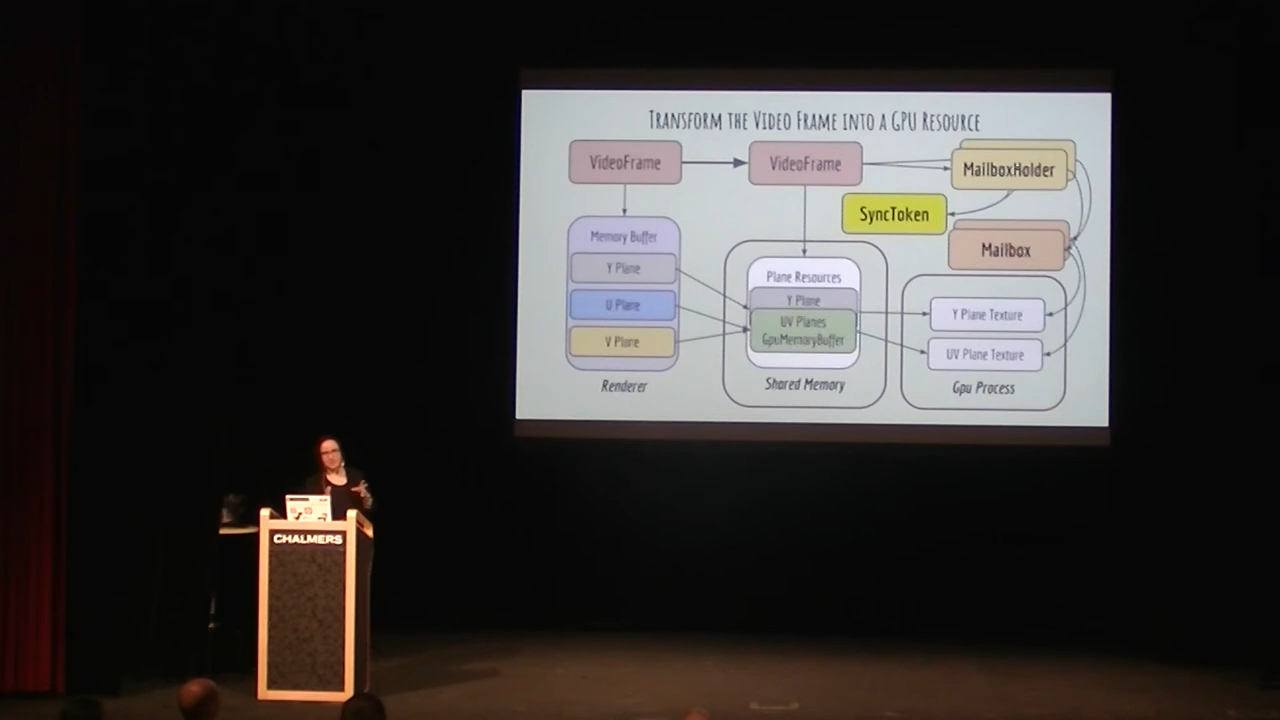 TRANSFORM THE VIDEO FRAME INTO A GPU RESOURCE
VideoFrame
VideoFrame
MailboxHolder
SyncToken
Mailbox
Memory Buffer
Y Plane
U Plane
V Plane
Renderer
Plane Resources
Y Plane
UV Planes
GpuMemoryBuffer
Shared Memory
Y Plane Texture
UV Plane Texture
Gpu Process
CHALMERS